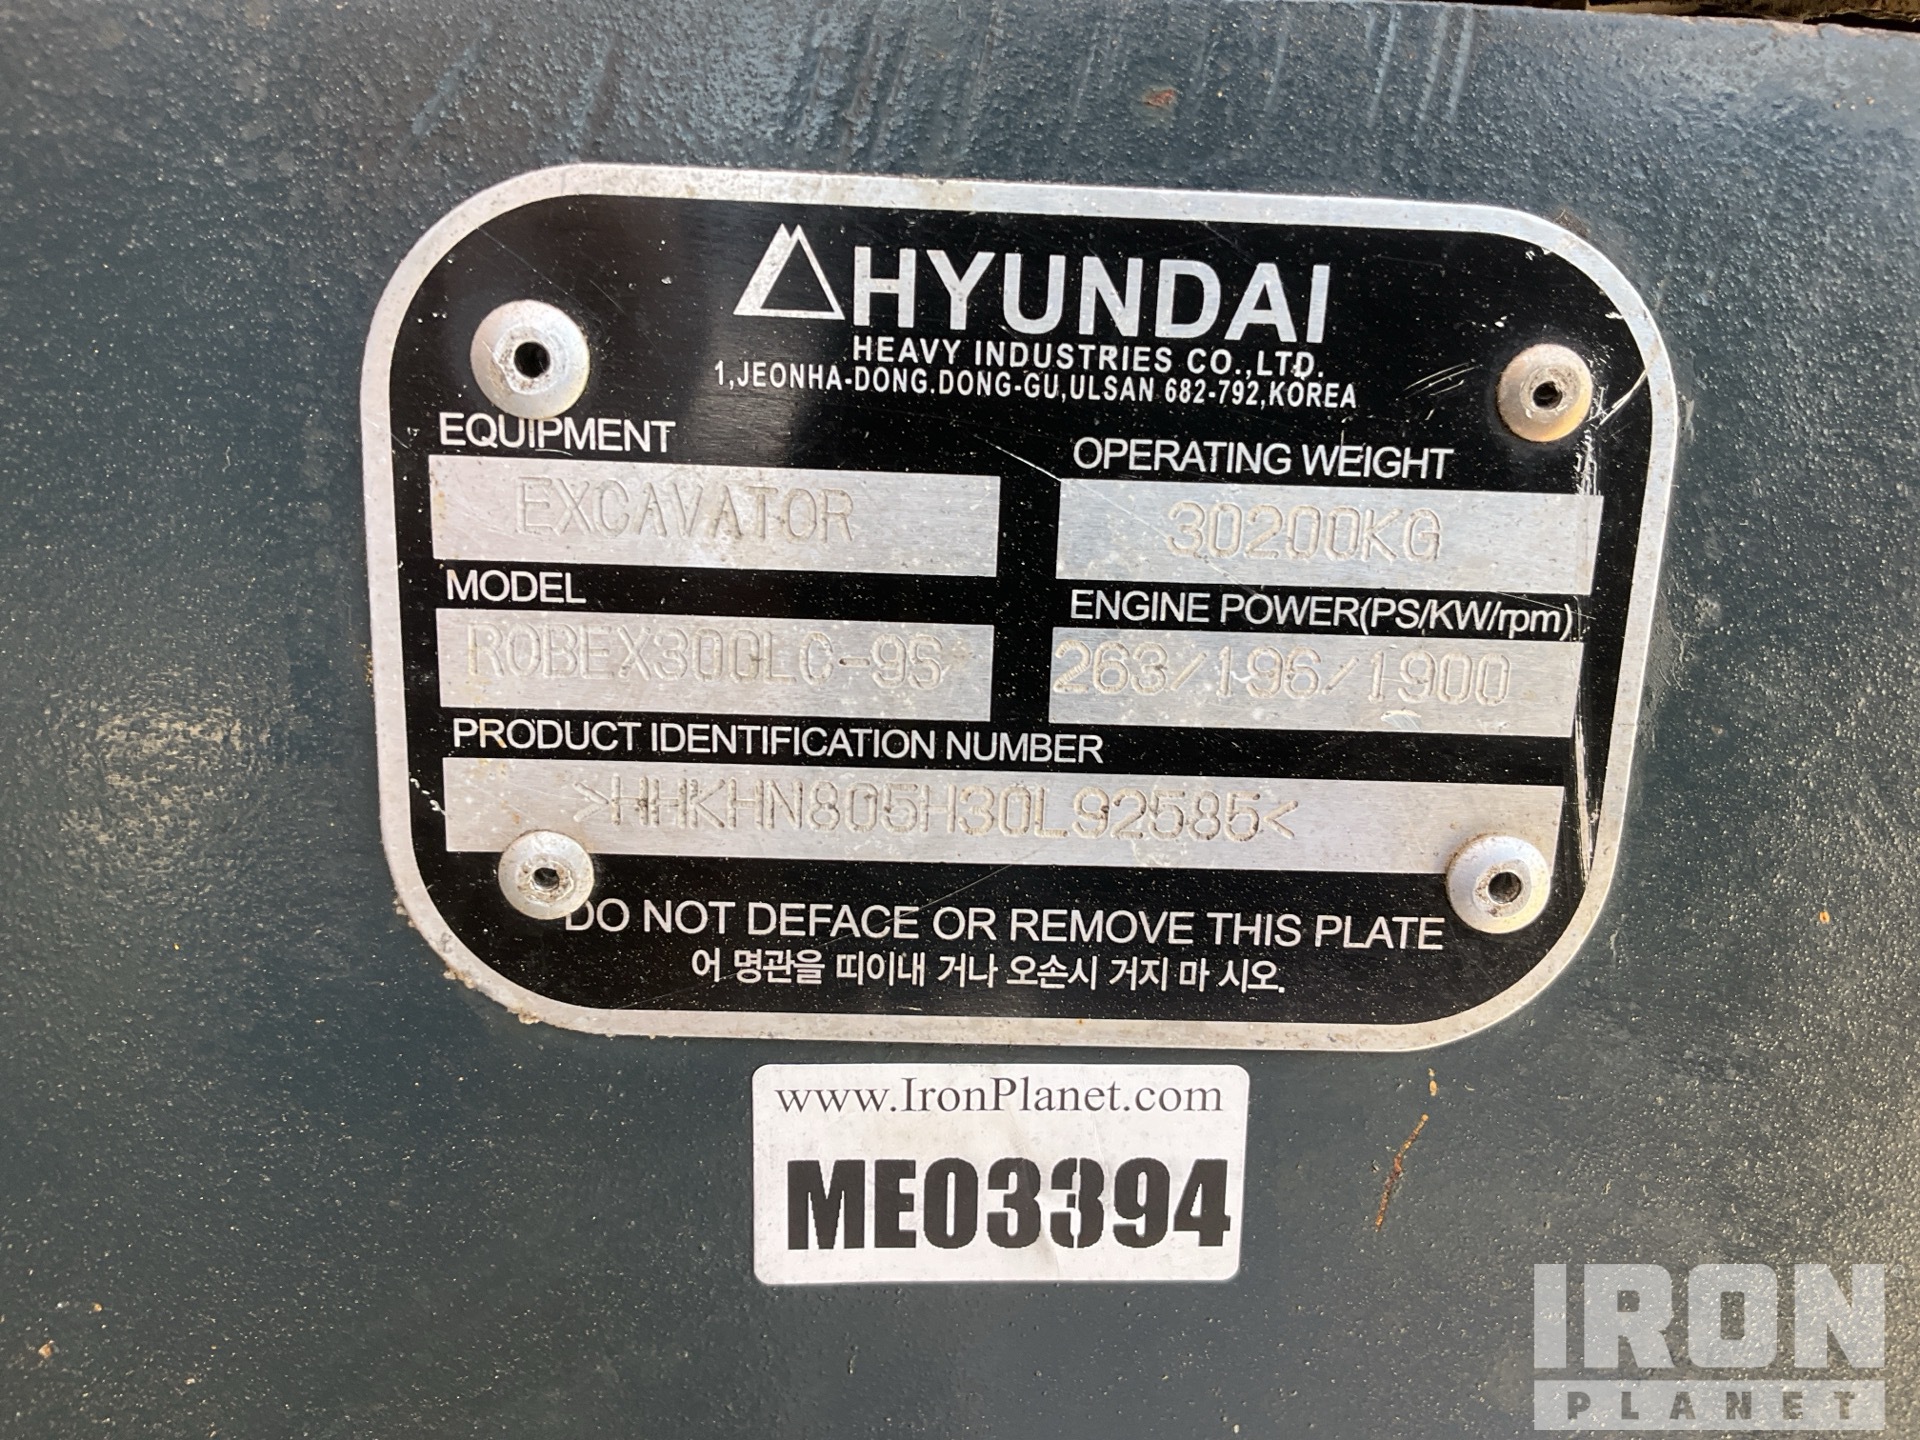 HYUNDAI
HEAVY INDUSTRIES CO.,LTD.
1,JEONHA-DONG.DONG-GU,ULSAN 682-792,KOREA
EQUIPMENT
EXCAVATOR
OPERATING WEIGHT
30200KG
MODEL
ROBEX300LC-9S
ENGINE POWER(PS/KW/rpm)
263/196/1900
PRODUCT IDENTIFICATION NUMBER
>HHKHN805H30L92585<
DO NOT DEFACE OR REMOVE THIS PLATE
어 명관을 띠이내 거나 오손시 거지 마 시오.
www.IronPlanet.com
ME03394
IRON
PLANET